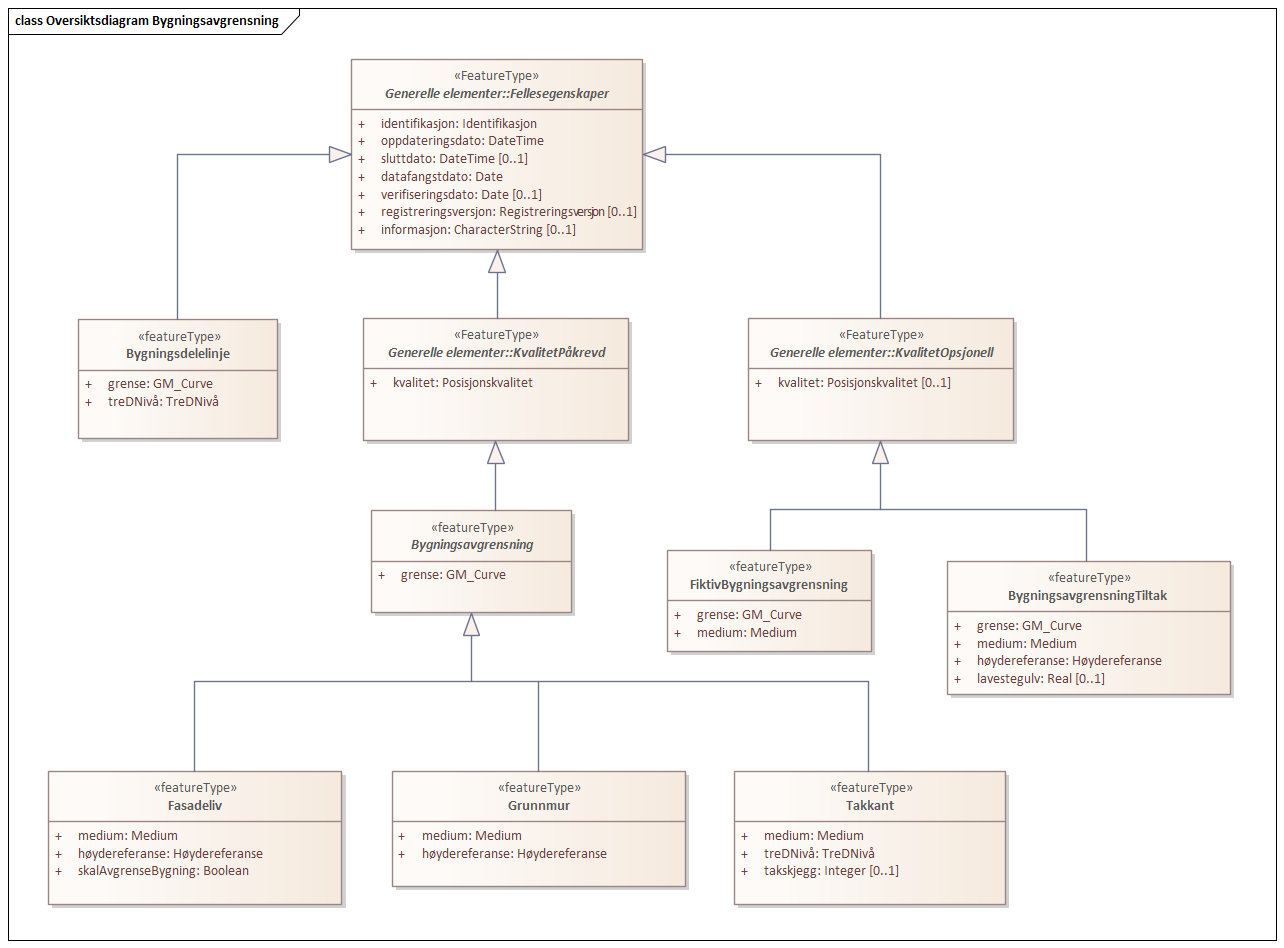 class Oversiktsdiagram Bygningsavgrensning
«FeatureType»
Generelle elementer::Fellesegenskaper
+ identifikasjon: Identifikasjon
+ oppdateringsdato: DateTime
+ sluttdato: DateTime [0..1]
+ datafangstdato: Date
+ verifiseringsdato: Date [0..1]
+ registreringsversjon: Registreringsversjon [0..1]
+ informasjon: CharacterString [0..1]
«featureType»
Bygningsdelelinje
+ grense: GM_Curve
+ treDNivå: TreDNivå
«FeatureType»
Generelle elementer::KvalitetPåkrevd
+ kvalitet: Posisjonskvalitet
«FeatureType»
Generelle elementer::KvalitetOpsjonell
+ kvalitet: Posisjonskvalitet [0..1]
«featureType»
Bygningsavgrensning
+ grense: GM_Curve
«featureType»
FiktivBygningsavgrensning
+ grense: GM_Curve
+ medium: Medium
«featureType»
BygningsavgrensningTiltak
+ grense: GM_Curve
+ medium: Medium
+ høydereferanse: Høydereferanse
+ lavestegulv: Real [0..1]
«featureType»
Fasadeliv
+ medium: Medium
+ høydereferanse: Høydereferanse
+ skalAvgrenseBygning: Boolean
«featureType»
Grunnmur
+ medium: Medium
+ høydereferanse: Høydereferanse
«featureType»
Takkant
+ medium: Medium
+ treDNivå: TreDNivå
+ takskjegg: Integer [0..1]